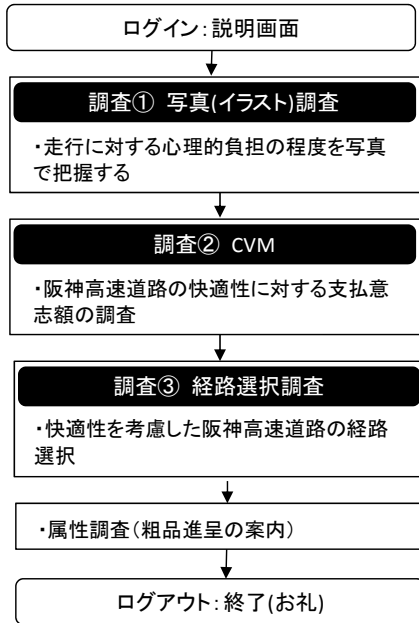 ログイン：説明画面
調査① 写真(イラスト)調査
・走行に対する心理的負担の程度を写真
で把握する
調査② CVM
・阪神高速道路の快適性に対する支払意
志額の調査
調査③ 経路選択調査
・快適性を考慮した阪神高速道路の経路
選択
・属性調査（粗品進呈の案内）
ログアウト：終了(お礼)